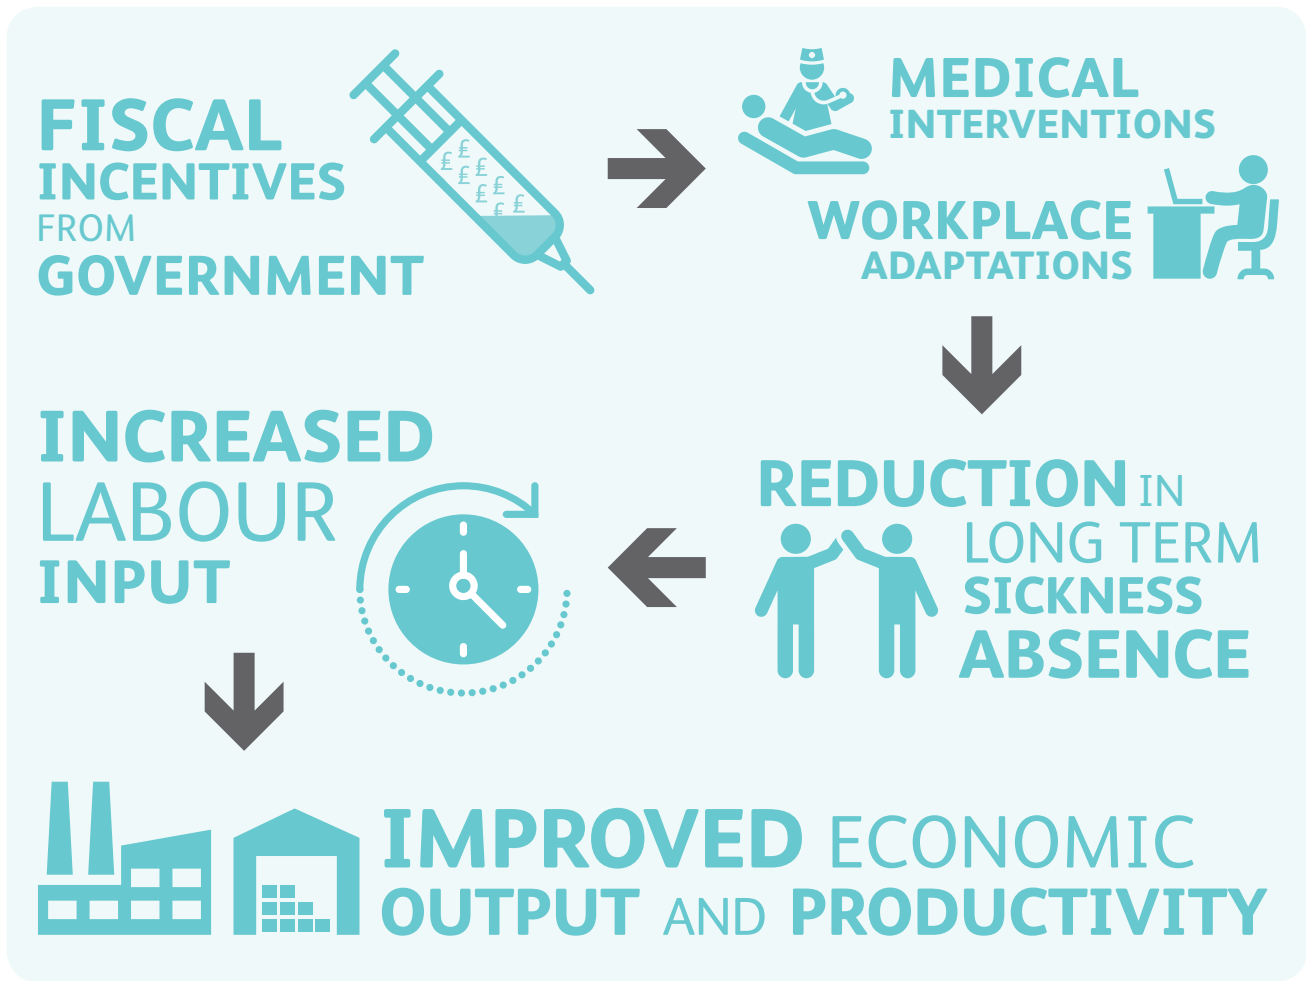 FISCAL
INCENTIVES
FROM
GOVERNMENT
£ £ £ £ £ £ £ £ £
MEDICAL
INTERVENTIONS
WORKPLACE
ADAPTATIONS
REDUCTION IN
LONG TERM
SICKNESS
ABSENCE
INCREASED
LABOUR
INPUT
IMPROVED ECONOMIC
OUTPUT AND PRODUCTIVITY